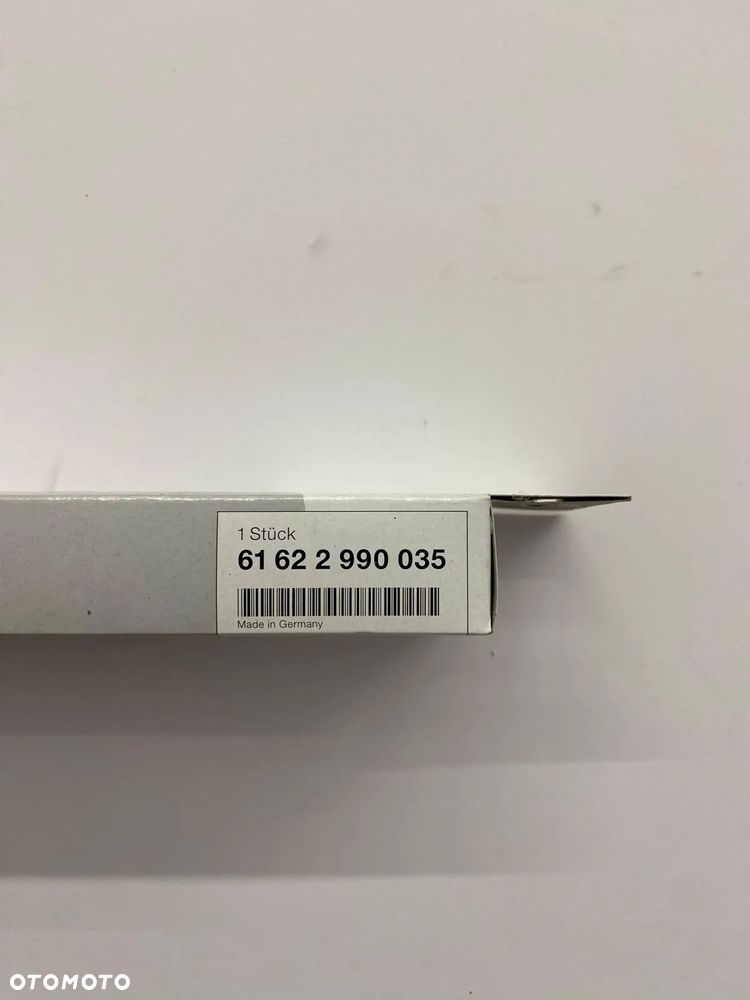 1 Stück
61 62 2 990 035
Made in Germany
OTOMOTO